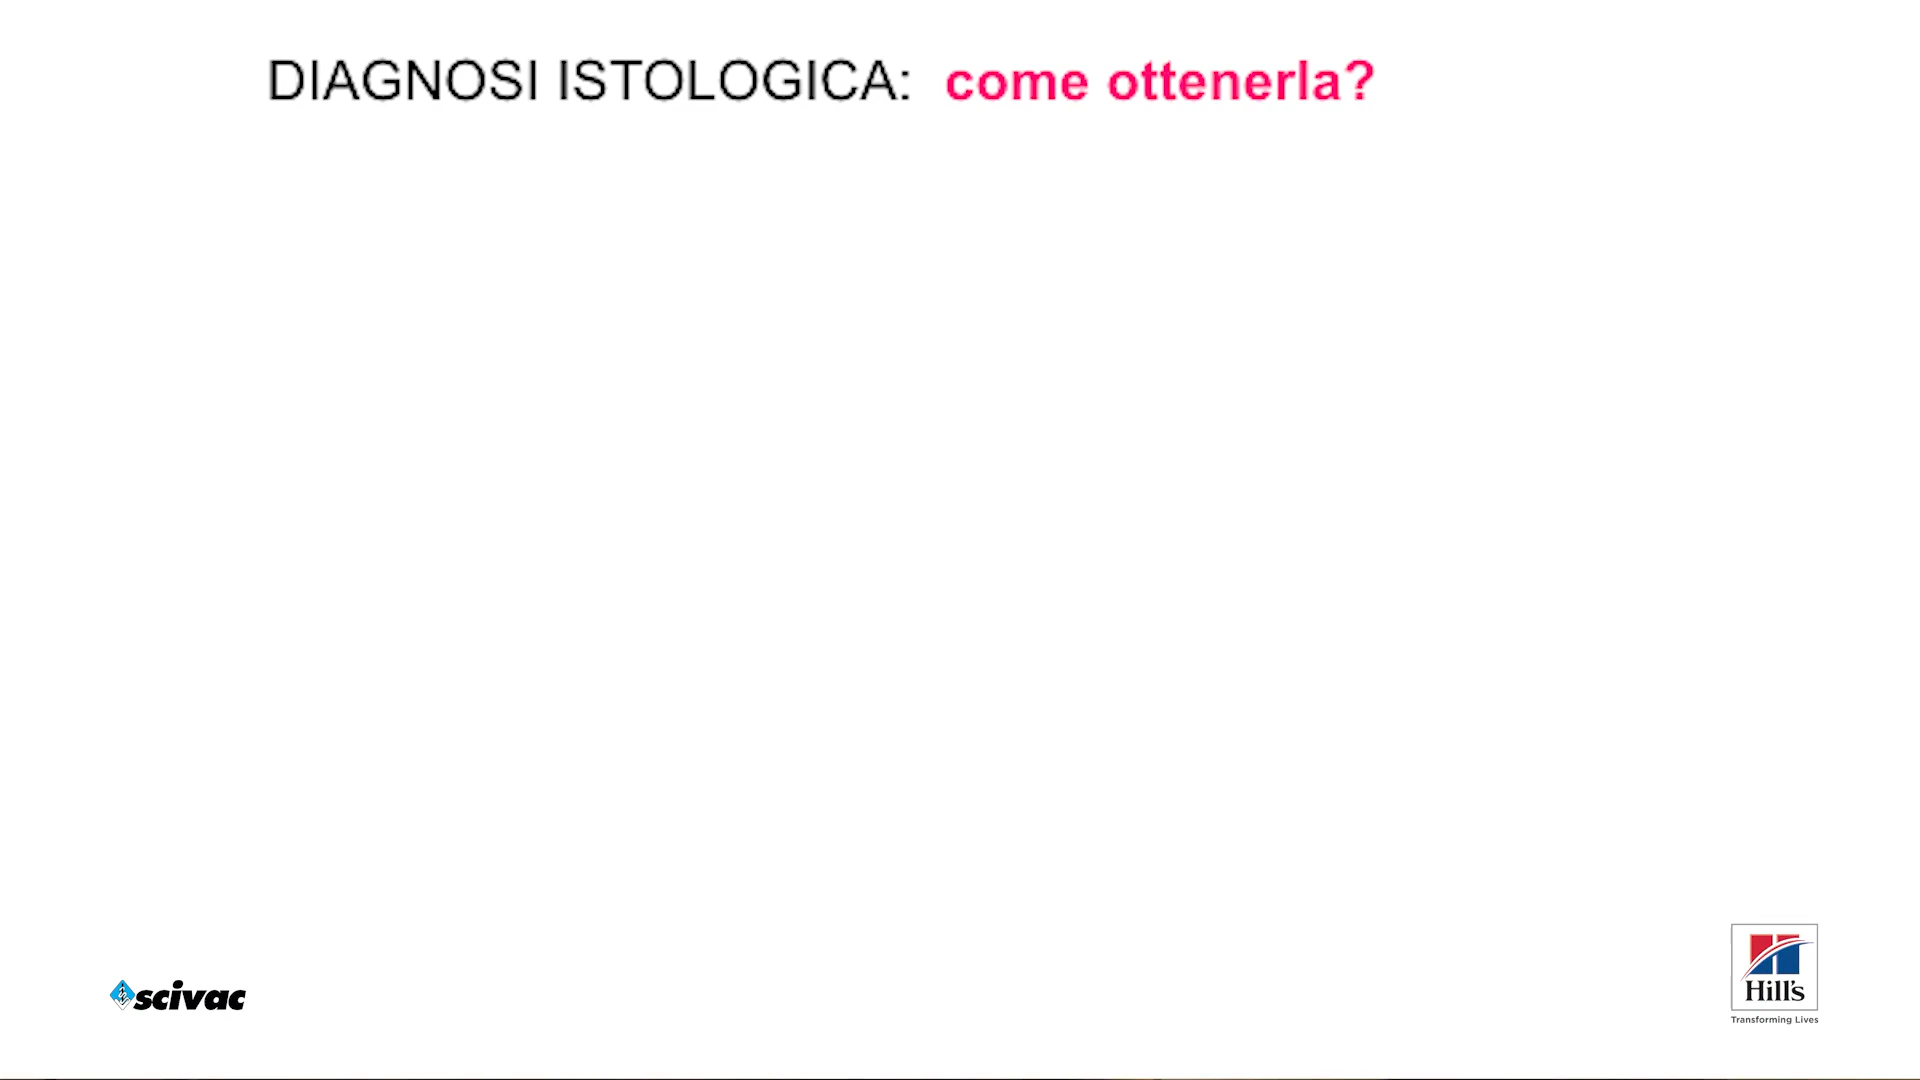 DIAGNOSI ISTOLOGICA: come ottenerla?
scivac
Hill's
Transforming Lives